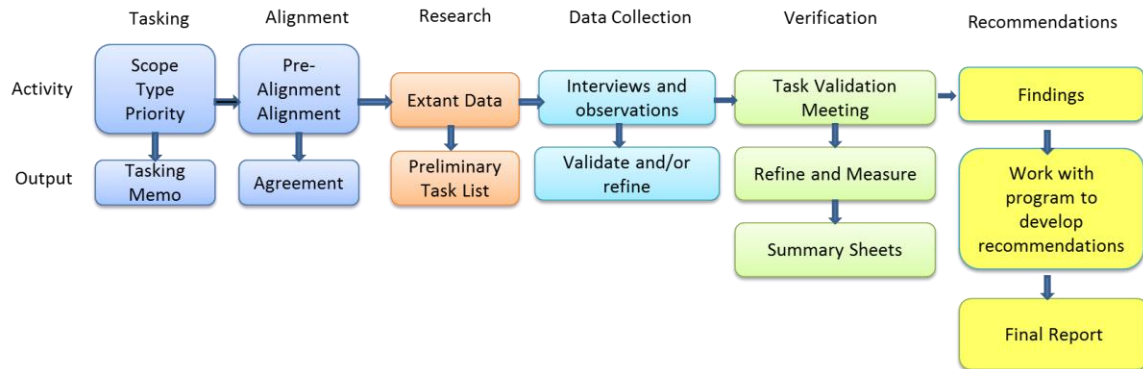 Tasking
Alignment
Research
Data Collection
Verification
Recommendations
Activity
Scope
Type
Priority
Pre-
Alignment
Alignment
Extant Data
Interviews and
observations
Task Validation
Meeting
Findings
Output
Tasking
Memo
Agreement
Preliminary
Task List
Validate and/or
refine
Refine and Measure
Work with
program to
develop
recommendations
Summary Sheets
Final Report